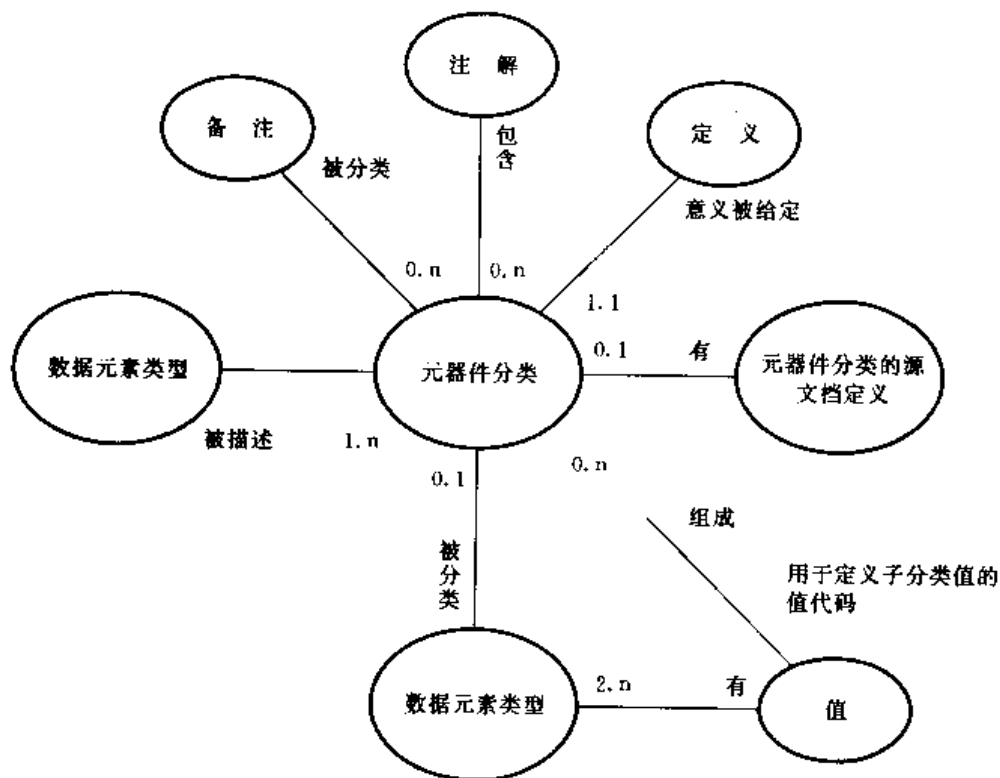 注 解
备 注
定 义
包含
被分类
意义被给定
0.n
0.n
1.1
0.1
有
数据元素类型
元器件分类
元器件分类的源
文档定义
被描述
1.n
0.1
0.n
组成
被分类
用于定义子分类值的
值代码
数据元素类型
2.n
有
值